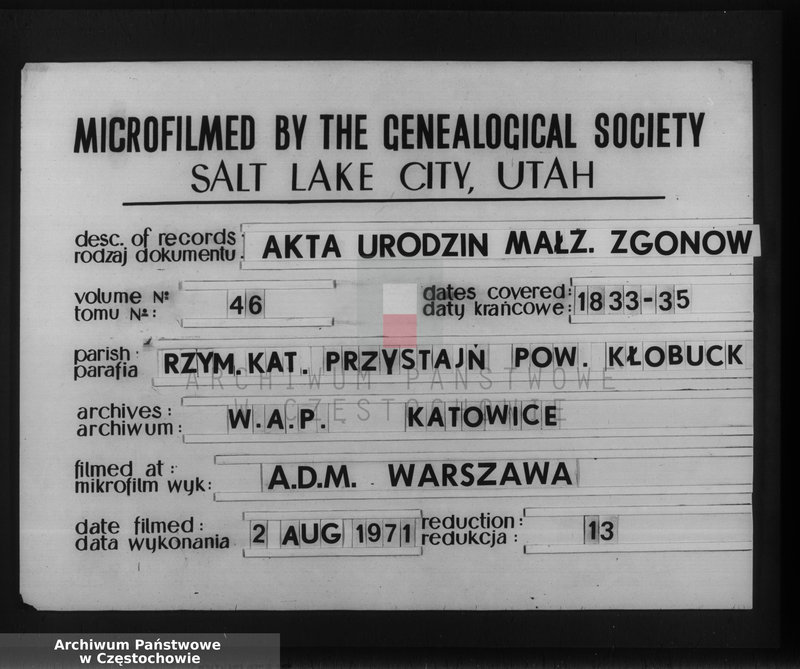 MICROFILMED BY THE GENEALOGICAL SOCIETY
SALT LAKE CITY, UTAH
desc. of records: AKTA URODZIN MAŁŻ. ZGONÓW
rodzaj dokumentu:
volume Nº 46 dates covered: 1833-35
tomu Nº: daty krańcowe:
parish: RZYM. KAT. PRZYSTAJŃ POW. KŁOBUCK
parafia
ARCHIWUM PAŃSTWOWE
W CZĘSTOCHOWIE
archives: W.A.P. KATOWICE
archiwum:
filmed at: A.D.M. WARSZAWA
mikrofilm wyk:
date filmed: 2 AUG 1971 reduction: 13
data wykonania redukcja:
Archiwum Państwowe
w Częstochowie